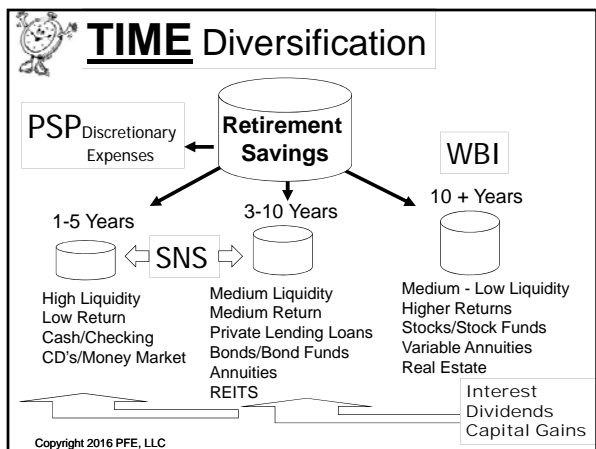 TIME Diversification
PSP Discretionary
Expenses
Retirement
Savings
WBI
1-5 Years
3-10 Years
10 + Years
SNS
High Liquidity
Low Return
Cash/Checking
CD's/Money Market
Medium Liquidity
Medium Return
Private Lending Loans
Bonds/Bond Funds
Annuities
REITS
Medium - Low Liquidity
Higher Returns
Stocks/Stock Funds
Variable Annuities
Real Estate
Interest
Dividends
Capital Gains
Copyright 2016 PFE, LLC